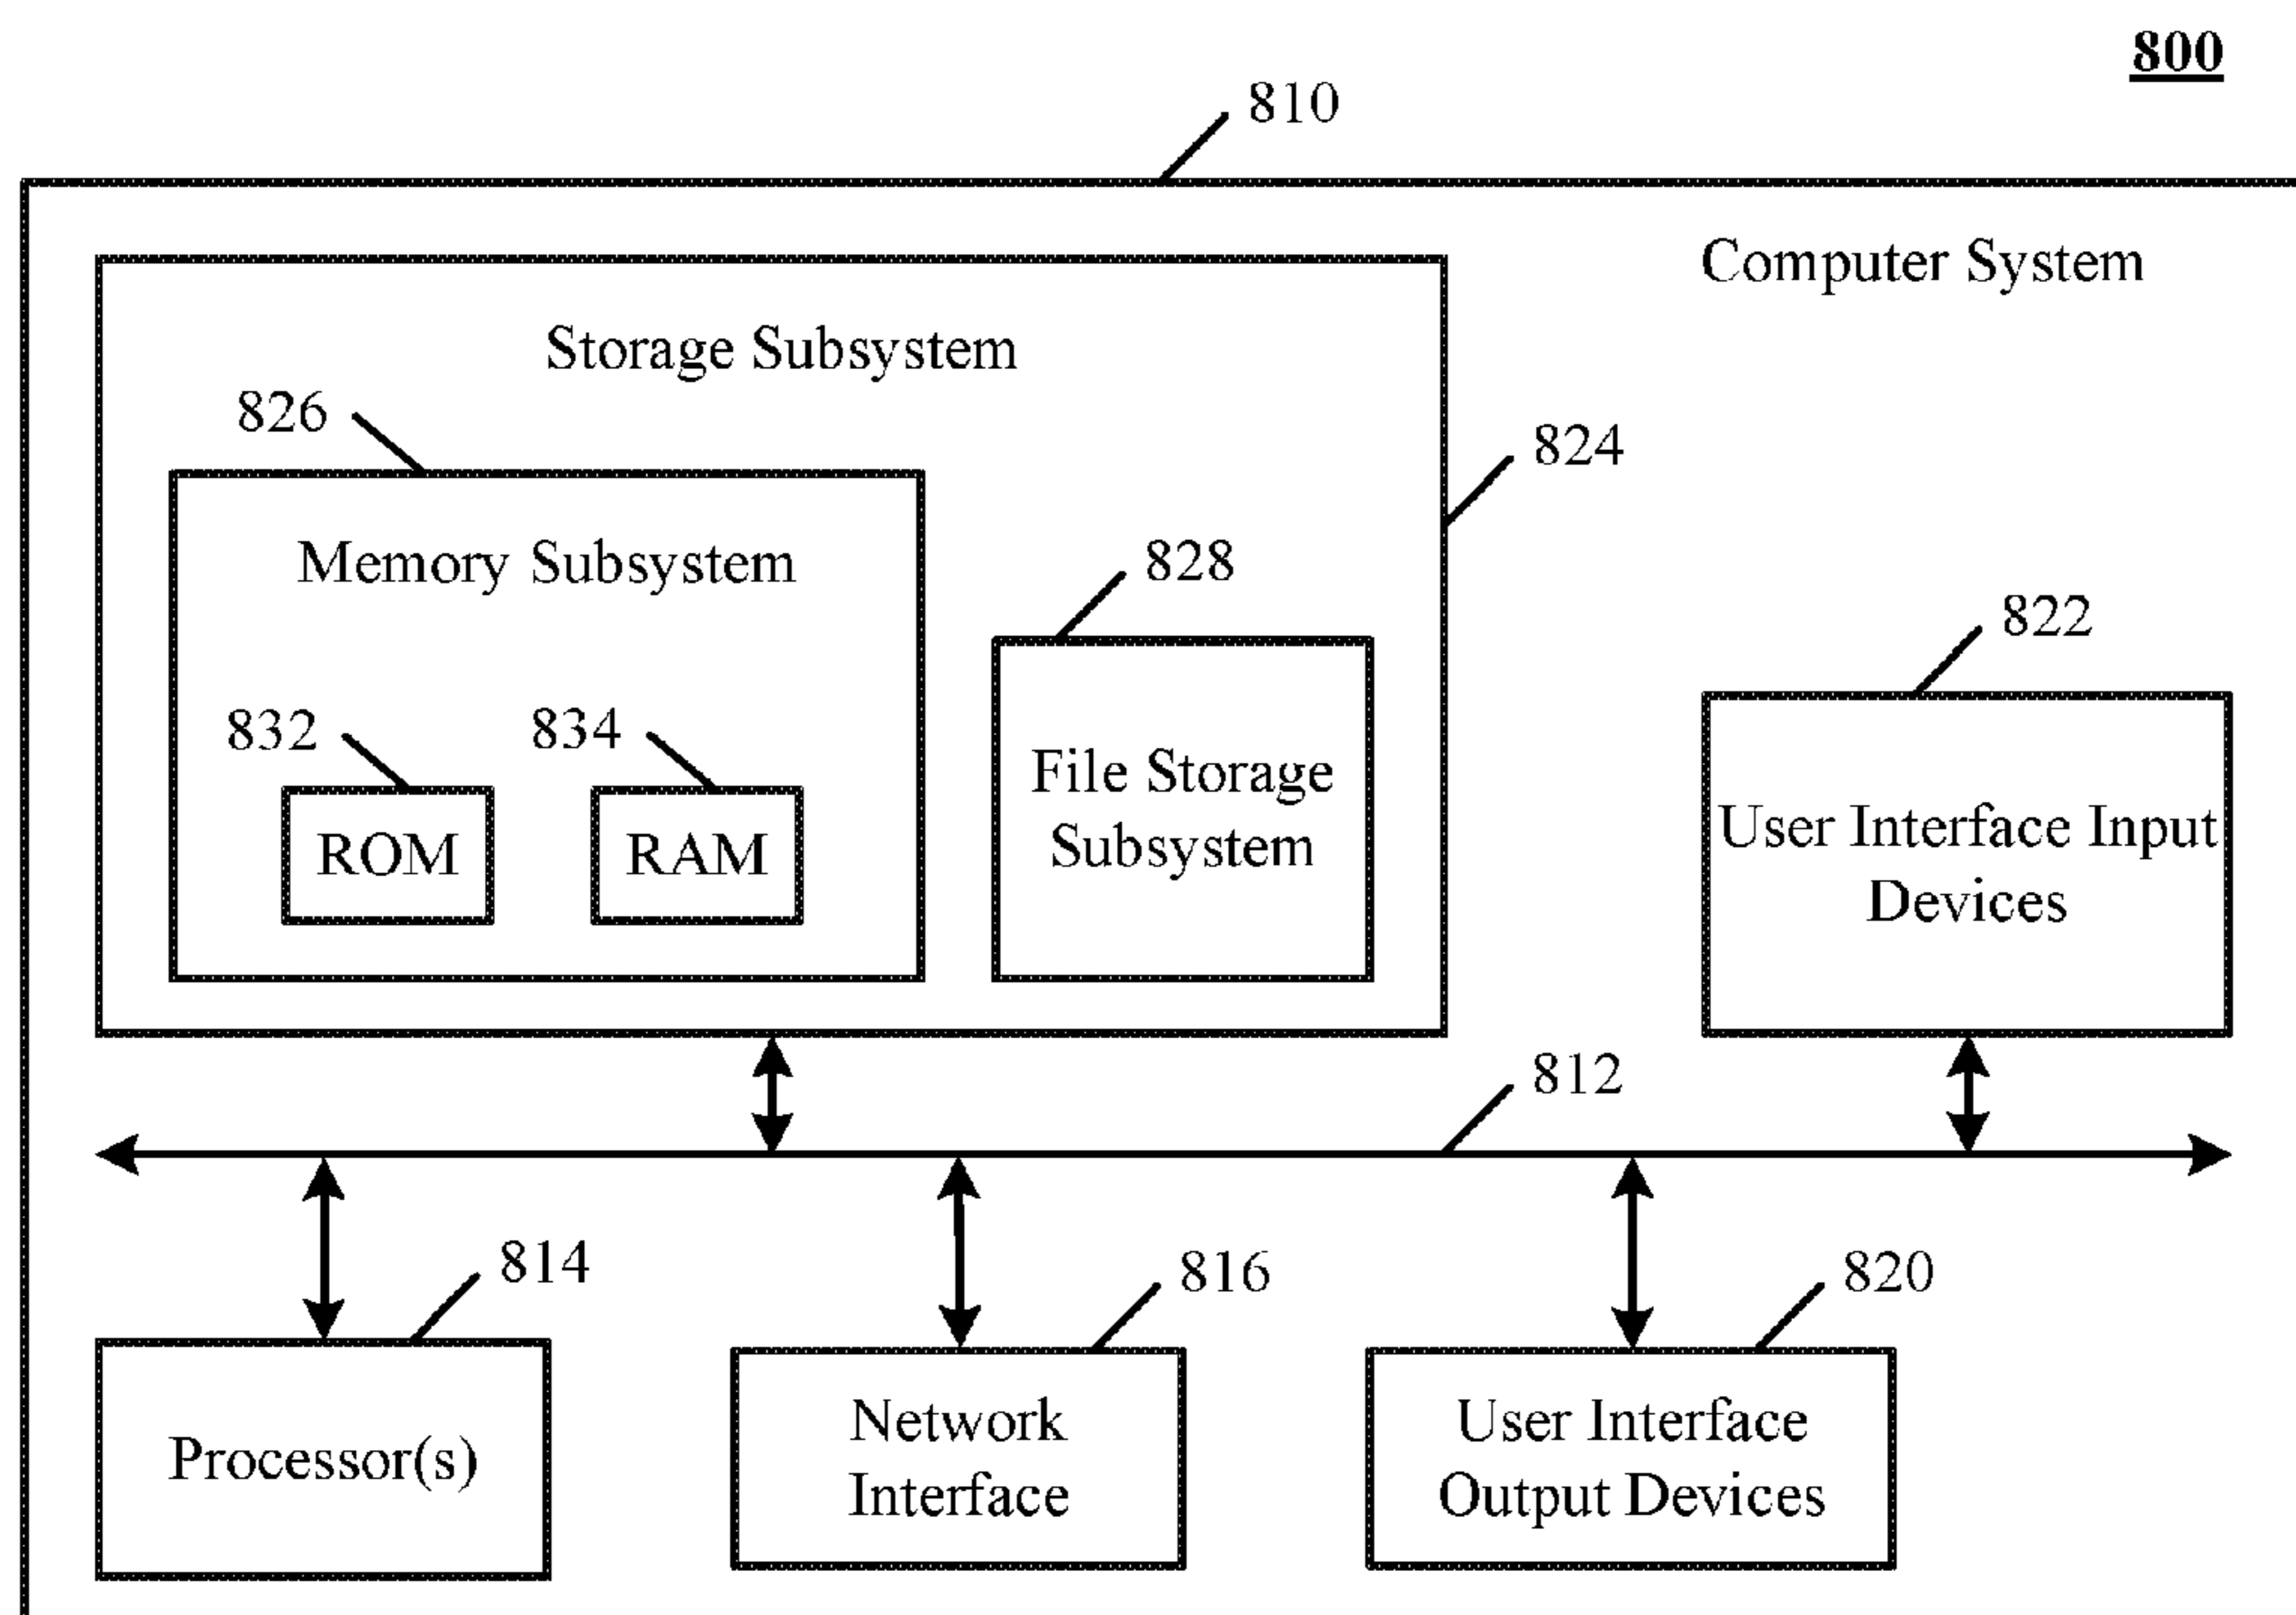 800
810
Computer System
Storage Subsystem
826
824
Memory Subsystem
828
822
832
834
File Storage
Subsystem
User Interface Input
Devices
ROM
RAM
812
814
816
820
Processor(s)
Network
Interface
User Interface
Output Devices